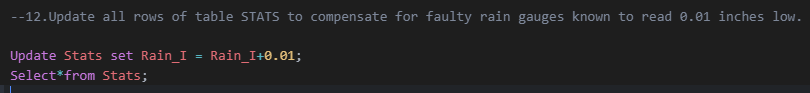 --12.Update all rows of table STATS to compensate for faulty rain gauges known to read 0.01 inches low.
Update Stats set Rain_I = Rain_I+0.01;
Select*from Stats;